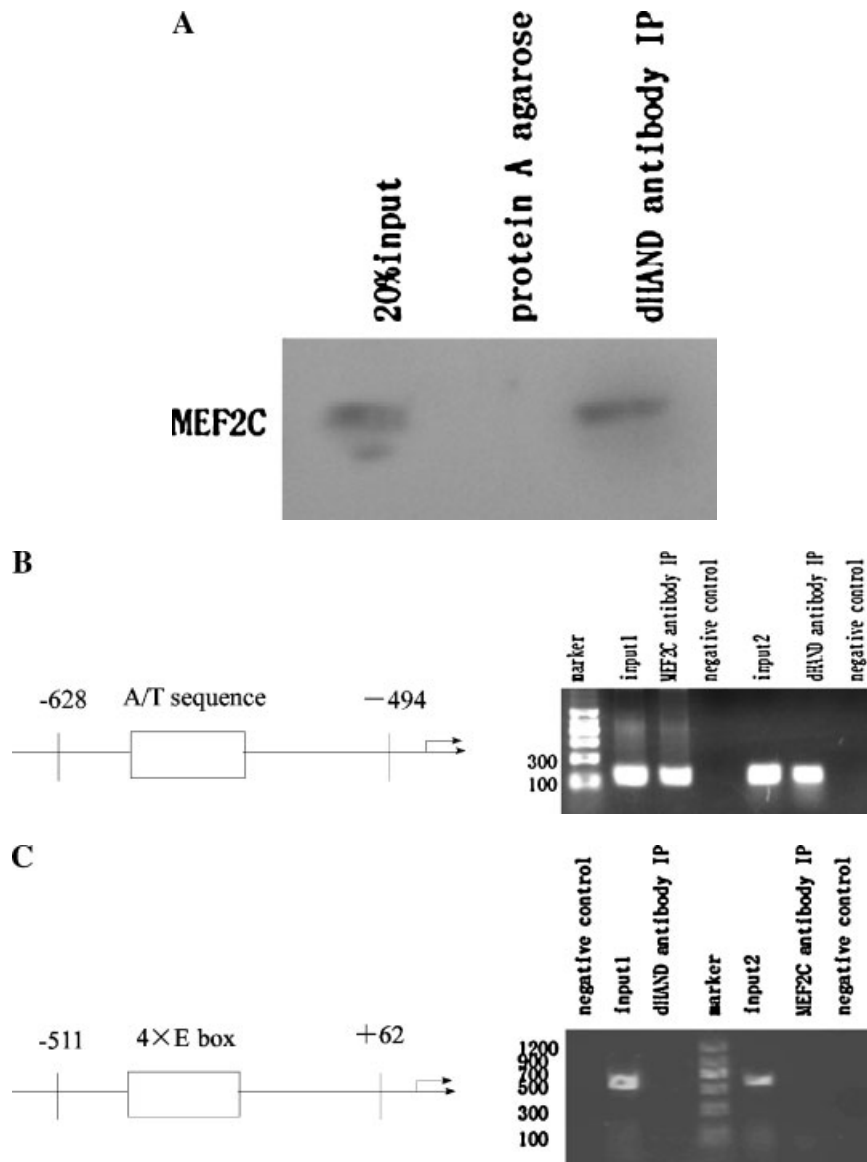 A
20%input
protein A agarose
dHAND antibody IP
MEF2C
B
-628
A/T sequence
−494
marker
input1
MEF2C antibody IP
negative control
input2
dHAND antibody IP
negative control
300
100
C
-511
4×E box
+62
negative control
input1
dHAND antibody IP
marker
input2
MEF2C antibody IP
negative control
1200
900
700
500
300
100